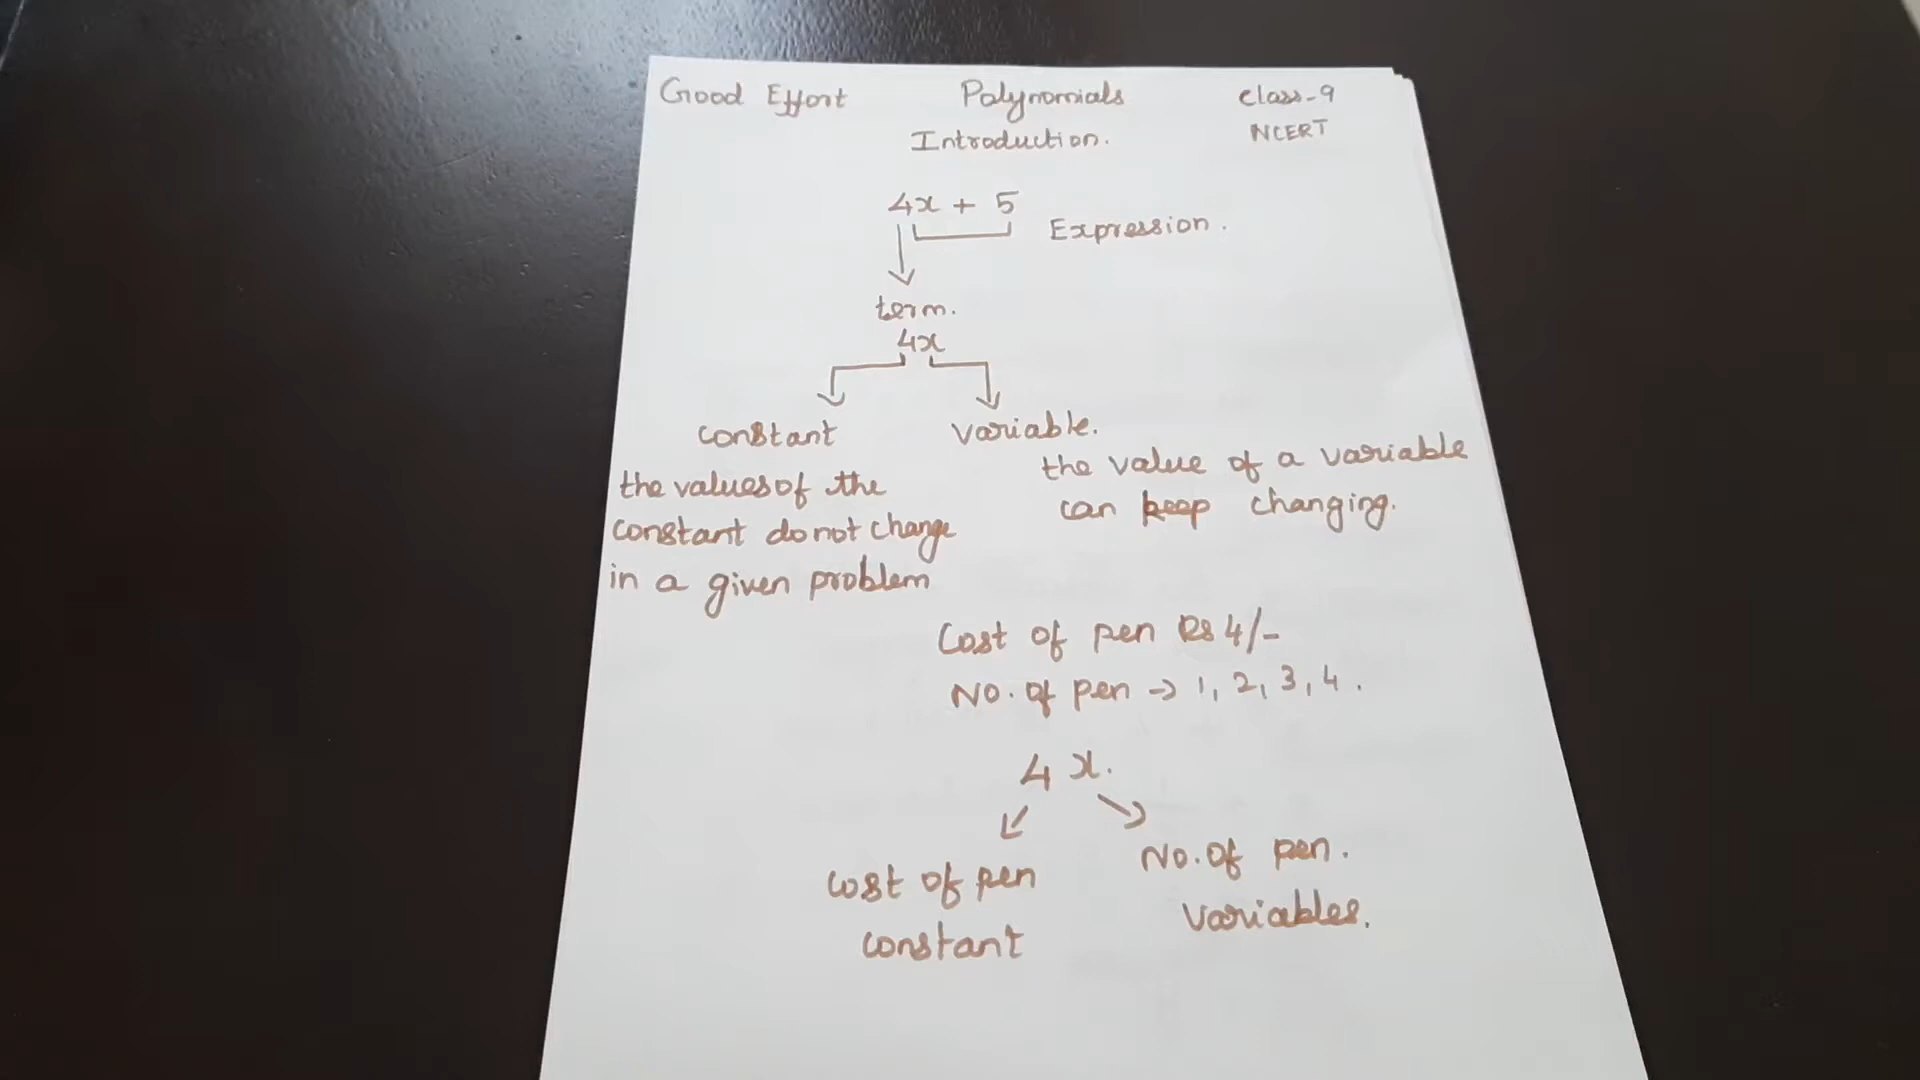 Good Effort Polynomials class-9
Introduction. NCERT
4x + 5
Expression.
term.
4x
constant variable.
the values of the
constant do not change
in a given problem
the value of a variable
can keep changing.
Cost of pen Rs 4/-
No. of pen → 1, 2, 3, 4.
4 x.
Cost of pen
constant
No. Of pen.
variables.